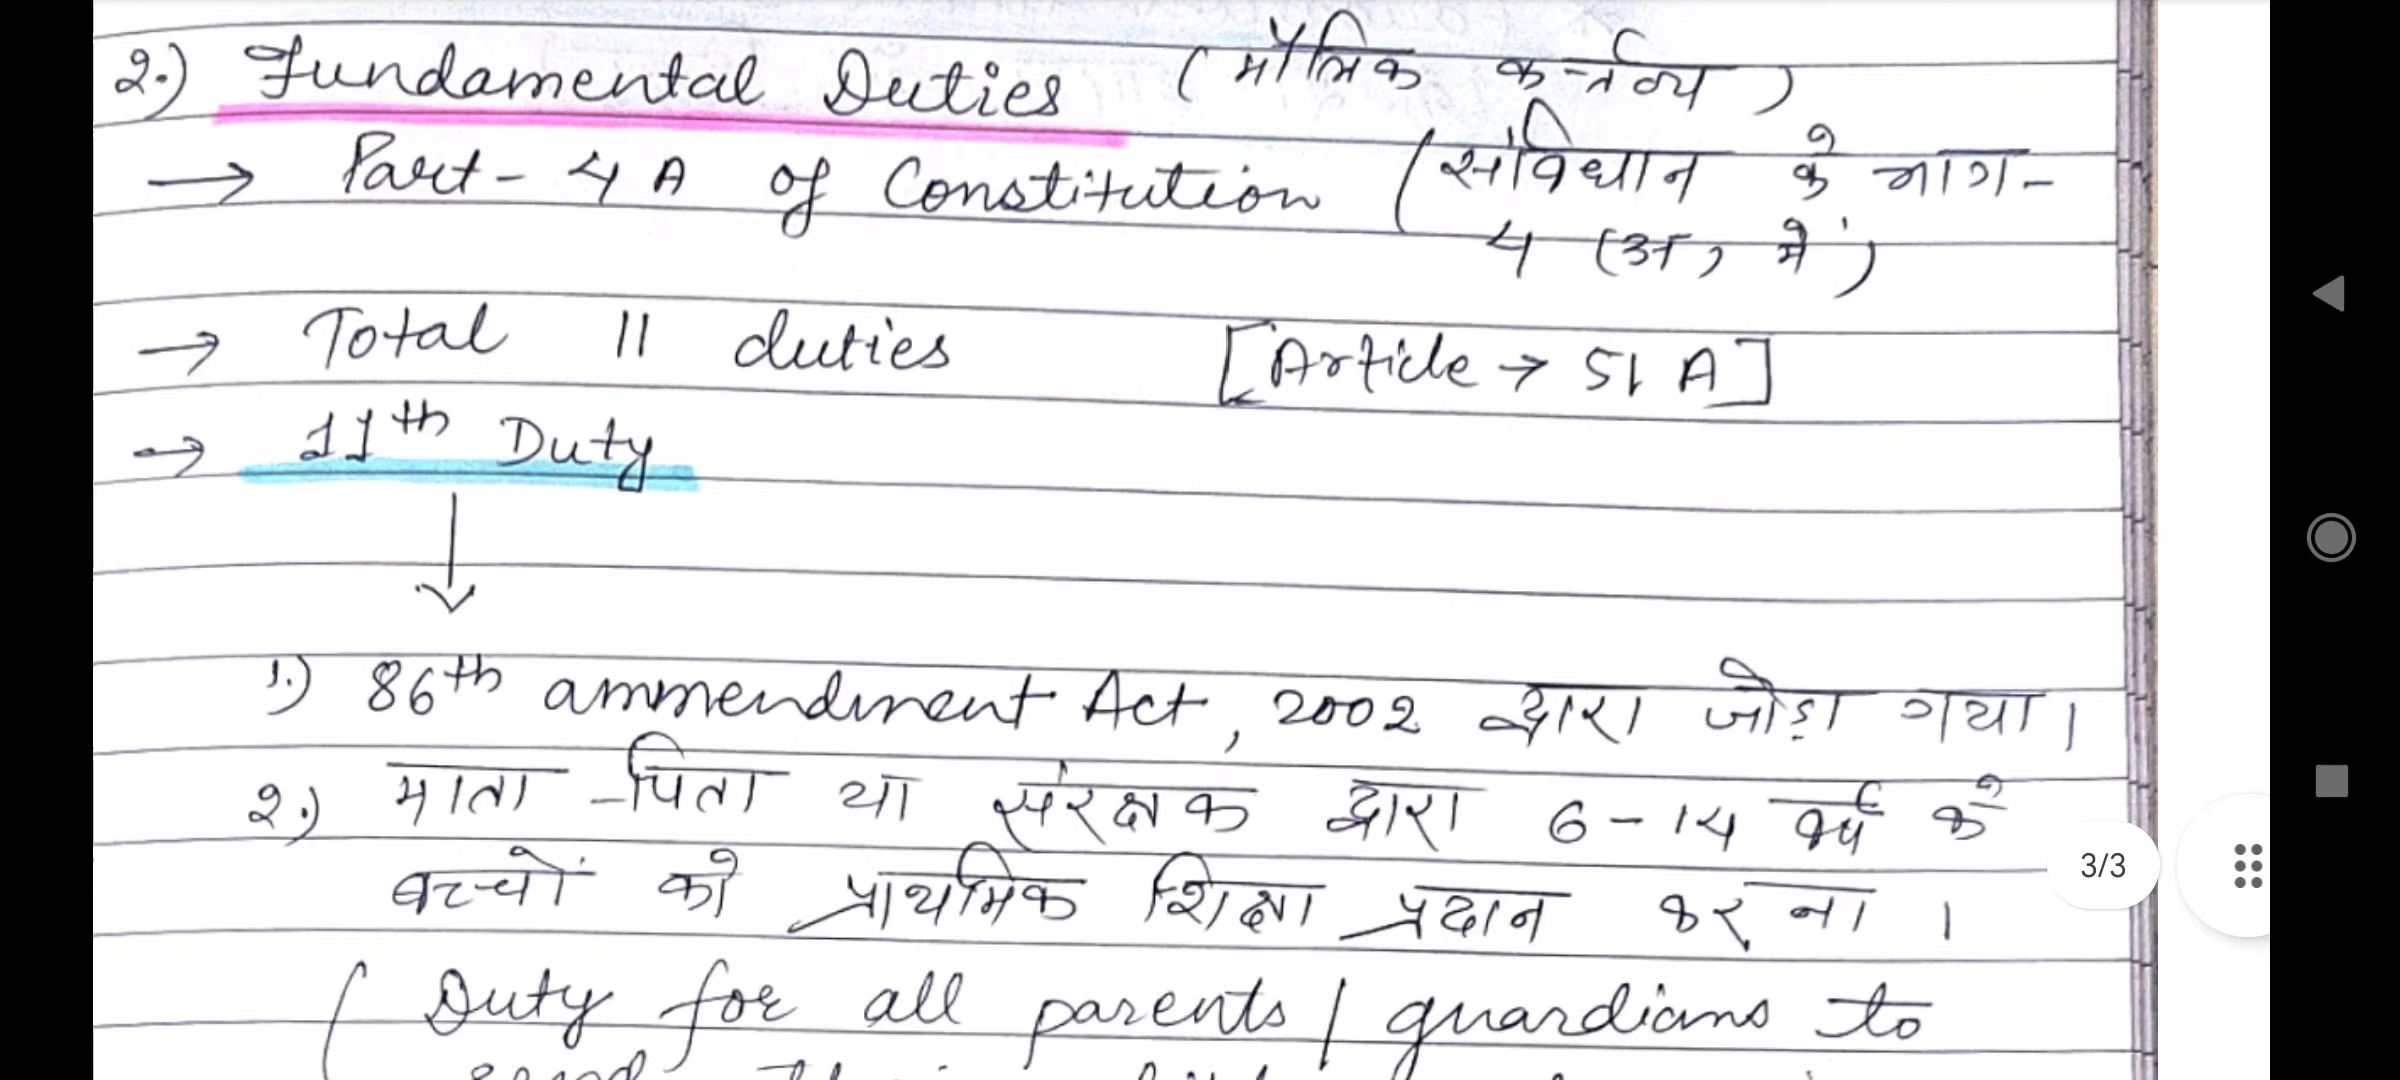 2.) Fundamental Duties (मौलिक कर्तव्य)
→ Part - 4 A of Constitution (संविधान के भाग-
4 (अ) में)
→ Total 11 duties [Article → 51 A]
→ 11th Duty
1.) 86th ammendment Act, 2002 द्वारा जोड़ा गया।
2.) माता-पिता या संरक्षक द्वारा 6-14 वर्ष के
3/3
बच्चों को प्राथमिक शिक्षा प्रदान करना।
( Duty for all parents / guardians to